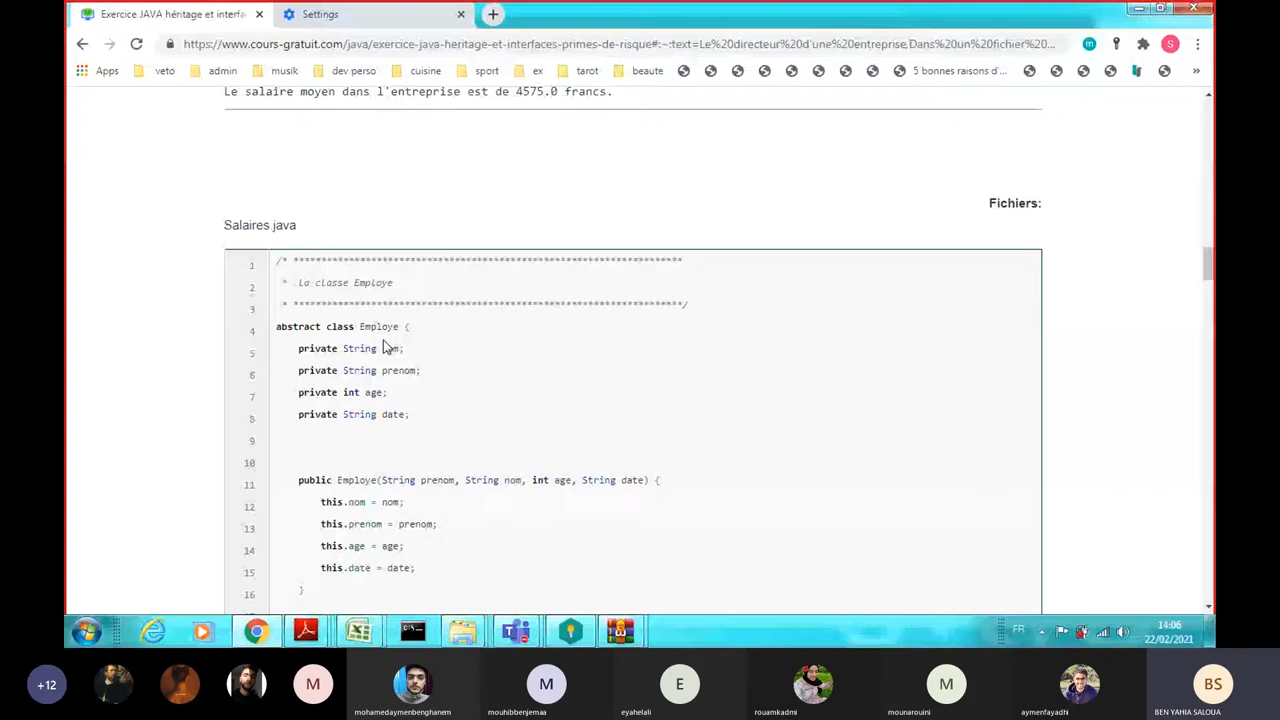 Exercice JAVA héritage et interfa
Settings
https://www.cours-gratuit.com/java/exercice-java-heritage-et-interfaces-primes-de-risque#:~:text=Le%20directeur%20d'une%20entreprise,Dans%20un%20fichier%20...
S
Apps
veto
admin
musik
dev perso
cuisine
sport
ex
tarot
beaute
5 bonnes raisons d'...
»
Le salaire moyen dans l'entreprise est de 4575.0 francs.
Fichiers:
Salaires java
1 /* **********************************************************************
2 * La classe Employe
3 * **********************************************************************/
4 abstract class Employe {
5 private String nom;
6 private String prenom;
7 private int age;
8 private String date;
9
10
11 public Employe(String prenom, String nom, int age, String date) {
12 this.nom = nom;
13 this.prenom = prenom;
14 this.age = age;
15 this.date = date;
16 }
FR
14:06
22/02/2021
+12
M
mohamedaymenbenghanem
M
mouhibbenjemaa
E
eyahelali
rouamkadmi
M
mounarouini
aymenfayadhi
BS
BEN YAHIA SALOUA